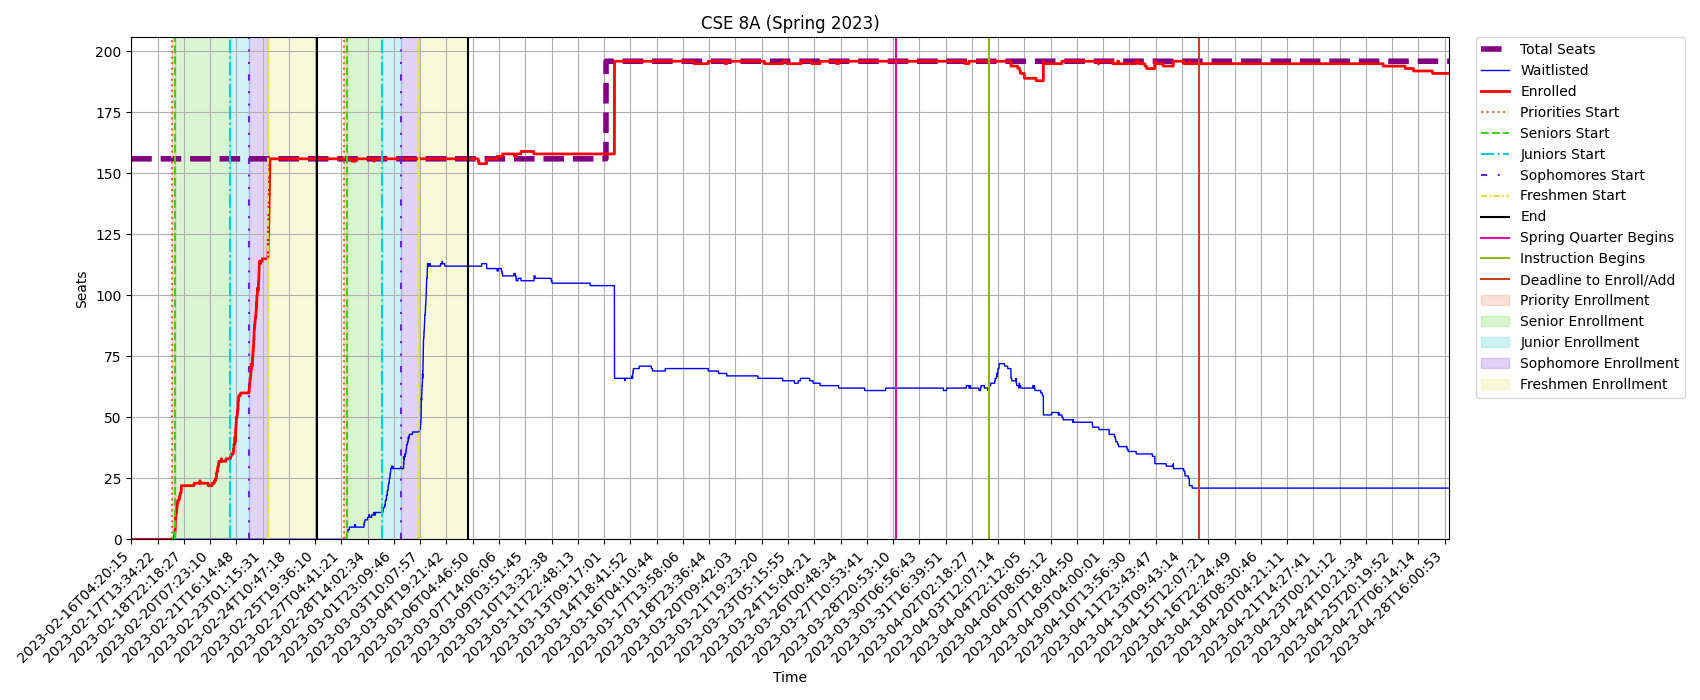 CSE 8A (Spring 2023)
Seats
200
175
150
125
100
75
50
25
0
2023-02-16T04:20:15
2023-02-17T13:34:22
2023-02-18T22:18:27
2023-02-20T07:23:10
2023-02-21T16:14:48
2023-02-23T01:15:31
2023-02-24T10:47:18
2023-02-25T19:36:10
2023-02-27T04:41:21
2023-02-28T14:02:34
2023-03-01T23:09:46
2023-03-03T10:07:57
2023-03-04T19:21:42
2023-03-06T04:46:50
2023-03-07T14:06:06
2023-03-09T03:51:45
2023-03-10T13:32:38
2023-03-11T22:48:13
2023-03-13T09:17:01
2023-03-14T18:41:52
2023-03-16T04:10:44
2023-03-17T13:58:06
2023-03-18T23:36:44
2023-03-20T09:42:03
2023-03-21T19:23:20
2023-03-23T05:15:55
2023-03-24T15:04:21
2023-03-26T00:48:34
2023-03-27T10:53:41
2023-03-28T20:53:10
2023-03-30T06:56:43
2023-03-31T16:39:51
2023-04-02T02:18:27
2023-04-03T12:07:14
2023-04-04T22:12:05
2023-04-06T08:05:12
2023-04-07T18:04:50
2023-04-09T04:00:01
2023-04-10T13:56:30
2023-04-11T23:43:47
2023-04-13T09:43:14
2023-04-15T12:07:21
2023-04-16T22:24:49
2023-04-18T08:30:46
2023-04-20T04:21:11
2023-04-21T14:27:41
2023-04-23T00:21:12
2023-04-24T10:21:34
2023-04-25T20:19:52
2023-04-27T06:14:14
2023-04-28T16:00:53
Time
Total Seats
Waitlisted
Enrolled
Priorities Start
Seniors Start
Juniors Start
Sophomores Start
Freshmen Start
End
Spring Quarter Begins
Instruction Begins
Deadline to Enroll/Add
Priority Enrollment
Senior Enrollment
Junior Enrollment
Sophomore Enrollment
Freshmen Enrollment